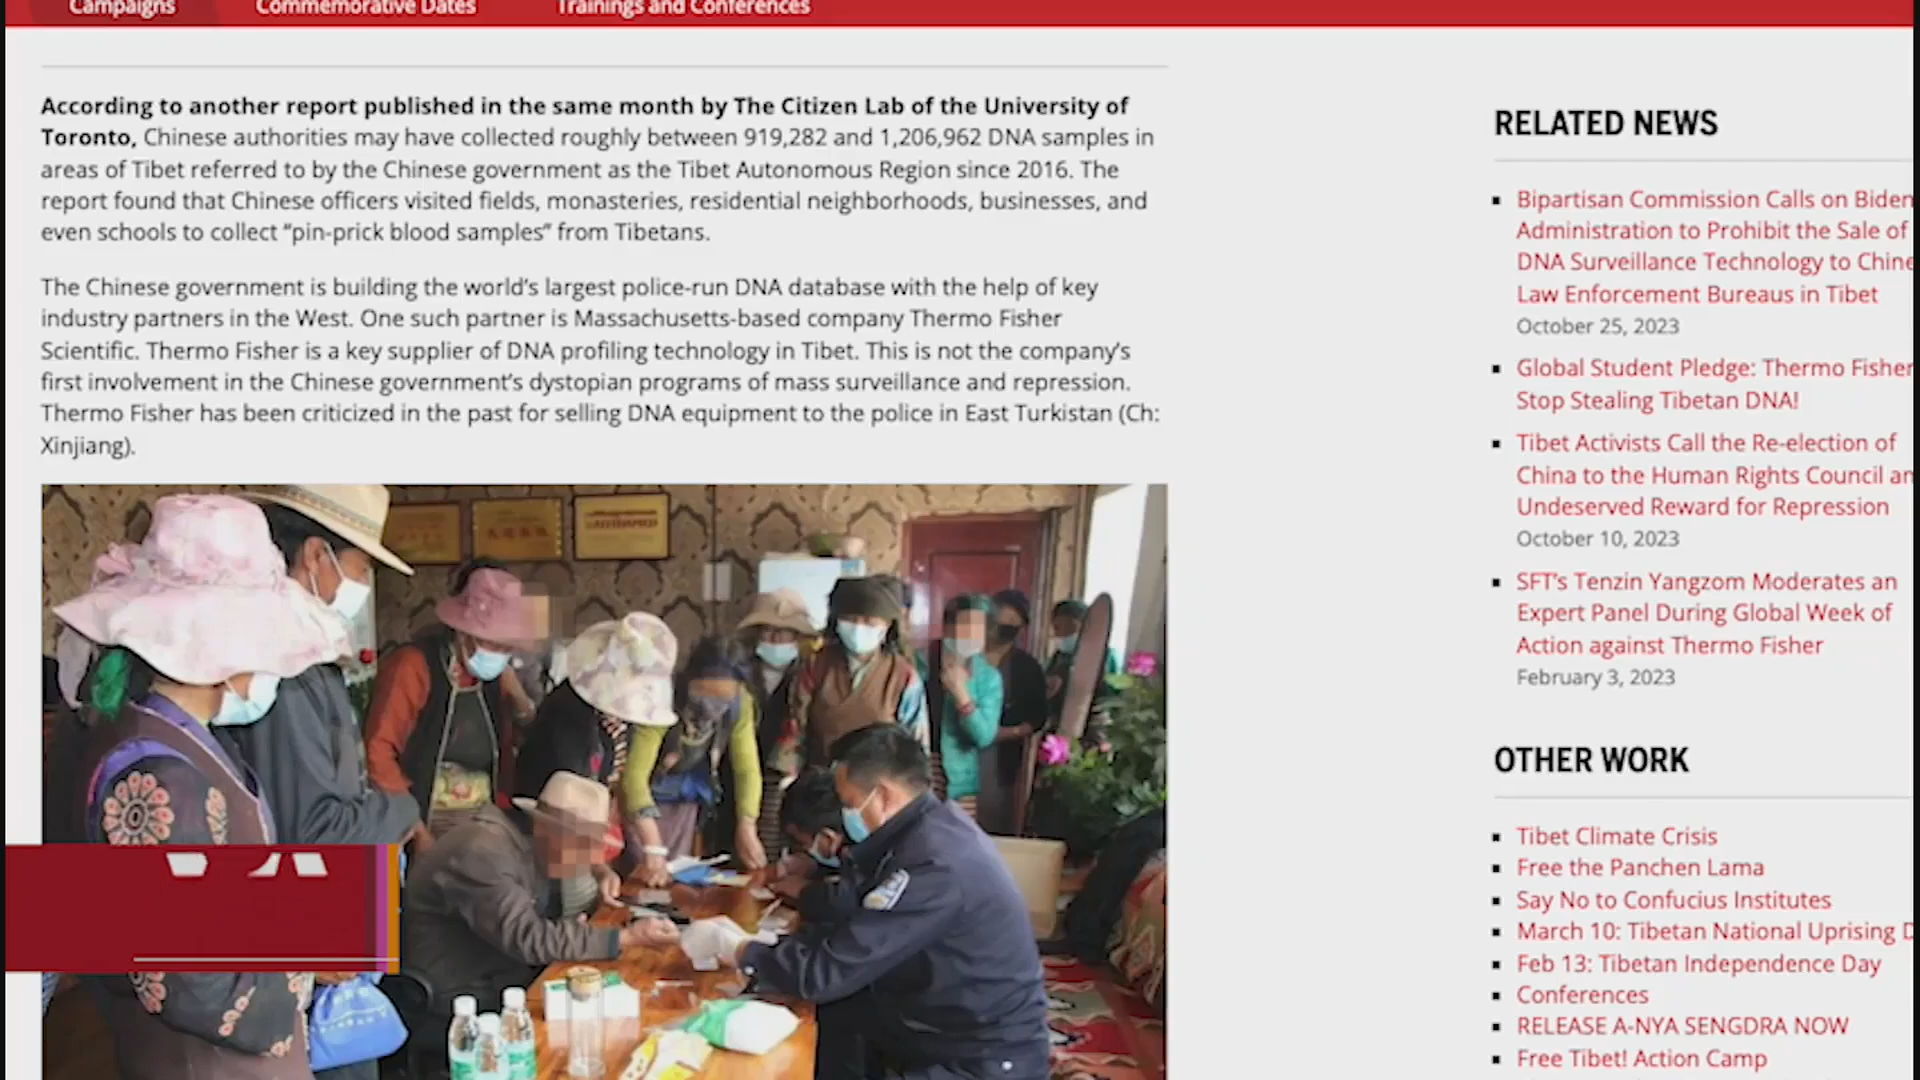 Campaigns
Commemorative Dates
Trainings and Conferences
According to another report published in the same month by The Citizen Lab of the University of
Toronto, Chinese authorities may have collected roughly between 919,282 and 1,206,962 DNA samples in
areas of Tibet referred to by the Chinese government as the Tibet Autonomous Region since 2016. The
report found that Chinese officers visited fields, monasteries, residential neighborhoods, businesses, and
even schools to collect “pin-prick blood samples” from Tibetans.
The Chinese government is building the world’s largest police-run DNA database with the help of key
industry partners in the West. One such partner is Massachusetts-based company Thermo Fisher
Scientific. Thermo Fisher is a key supplier of DNA profiling technology in Tibet. This is not the company’s
first involvement in the Chinese government’s dystopian programs of mass surveillance and repression.
Thermo Fisher has been criticized in the past for selling DNA equipment to the police in East Turkistan (Ch:
Xinjiang).
RELATED NEWS
Bipartisan Commission Calls on Biden
Administration to Prohibit the Sale of
DNA Surveillance Technology to Chine
Law Enforcement Bureaus in Tibet
October 25, 2023
Global Student Pledge: Thermo Fisher
Stop Stealing Tibetan DNA!
Tibet Activists Call the Re-election of
China to the Human Rights Council an
Undeserved Reward for Repression
October 10, 2023
SFT’s Tenzin Yangzom Moderates an
Expert Panel During Global Week of
Action against Thermo Fisher
February 3, 2023
OTHER WORK
Tibet Climate Crisis
Free the Panchen Lama
Say No to Confucius Institutes
March 10: Tibetan National Uprising D
Feb 13: Tibetan Independence Day
Conferences
RELEASE A-NYA SENGDRA NOW
Free Tibet! Action Camp